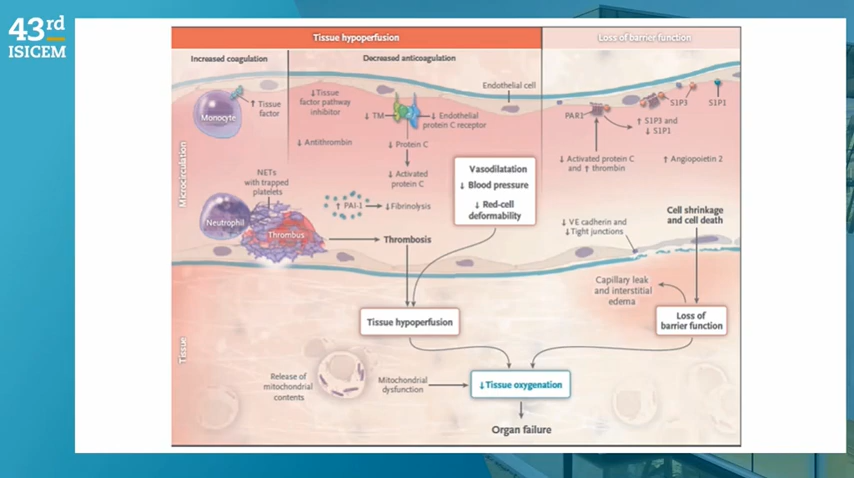 43rd
ISICEM
Tissue hypoperfusion
Loss of barrier function
Increased coagulation
Decreased anticoagulation
Microcirculation
Monocyte
↑ Tissue
factor
↓Tissue
factor pathway
inhibitor
↓ TM
↓ Endothelial
protein C receptor
Endothelial cell
↓ Antithrombin
↓ Protein C
↓ Activated
protein C
NETs
with trapped
platelets
Neutrophil
Thrombus
↑ PAI-1
↓Fibrinolysis
Thrombosis
Vasodilatation
↓ Blood pressure
↓ Red-cell
deformability
PAR1
S1P3
S1P1
↑ S1P3 and
↓ S1P1
↓ Activated protein C
and ↑ thrombin
↑ Angiopoietin 2
↓ VE cadherin and
↓Tight junctions
Cell shrinkage
and cell death
Capillary leak
and interstitial
edema
Loss of
barrier function
Tissue hypoperfusion
Tissue
Release of
mitochondrial
contents
Mitochondrial
dysfunction
↓Tissue oxygenation
Organ failure